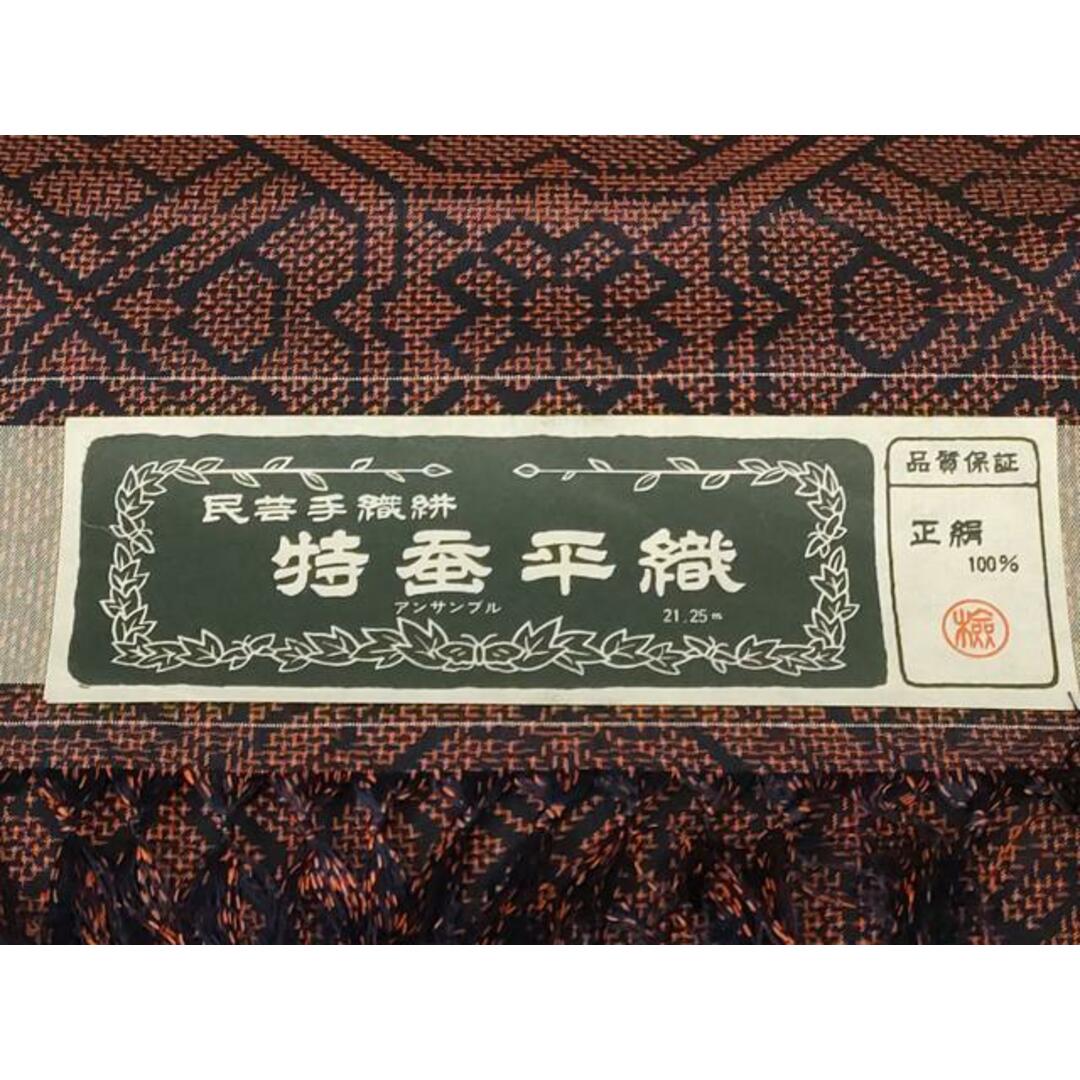 民芸手織絣
特蚕平織
アンサンブル
21.25m
品質保証
正絹
100%
検